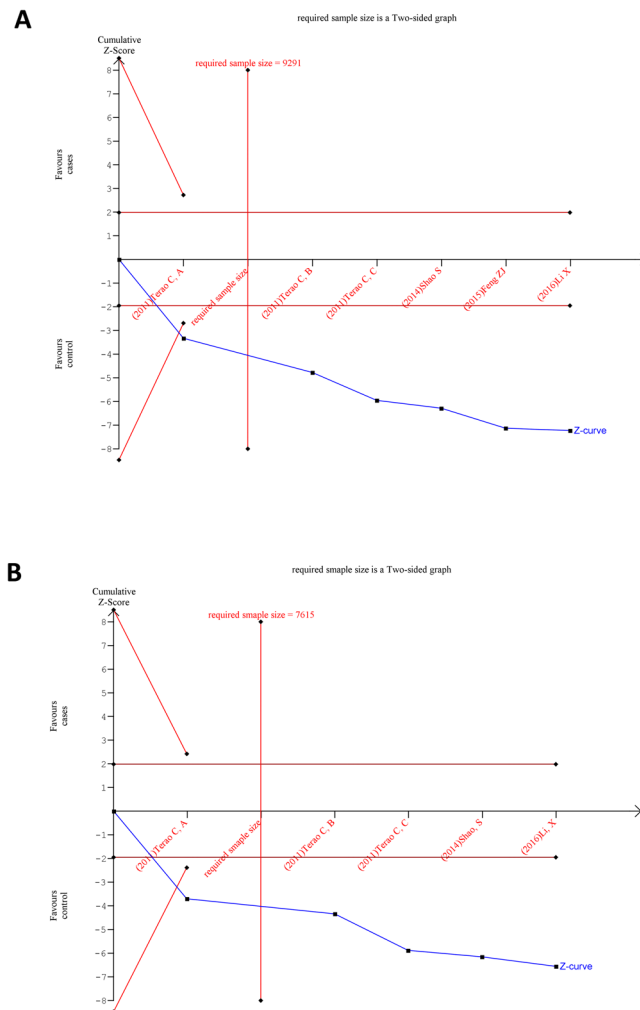 A
required sample size is a Two-sided graph
Cumulative
Z-Score
required sample size = 9291
8
7
6
5
4
3
2
1
-1
-2
-3
-4
-5
-6
-7
-8
Favours
cases
Favours
control
(2011)Terao C, A
required sample size
(2011)Terao C, B
(2011)Terao C, C
(2014)Shao S
(2015)Feng ZJ
(2016)Li X
Z-curve
B
required smaple size is a Two-sided graph
Cumulative
Z-Score
required smaple size = 7615
8
7
6
5
4
3
2
1
-1
-2
-3
-4
-5
-6
-7
-8
Favours
cases
Favours
control
(2011)Terao C, A
required smaple size
(2011)Terao C, B
(2011)Terao C, C
(2014)Shao, S
(2016)Li, X
Z-curve